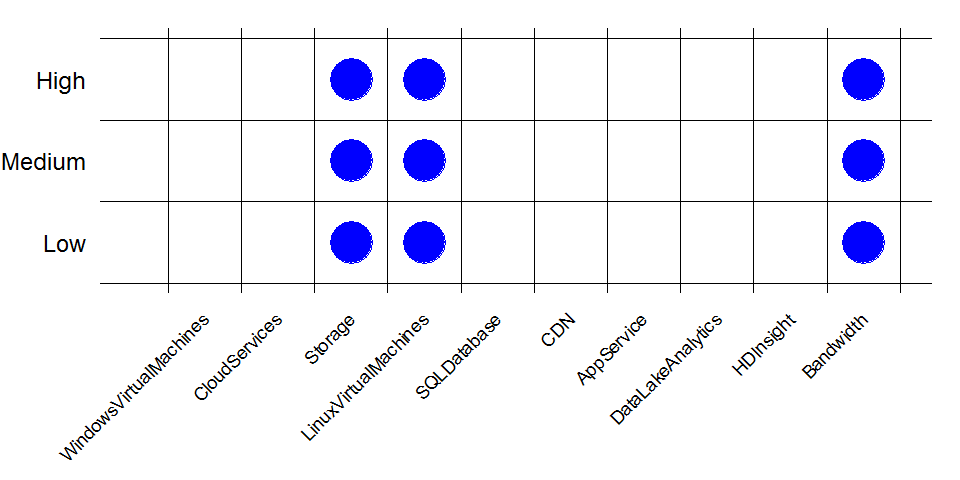 High
Medium
Low
WindowsVirtualMachines
CloudServices
Storage
LinuxVirtualMachines
SQLDatabase
CDN
AppService
DataLakeAnalytics
HDInsight
Bandwidth